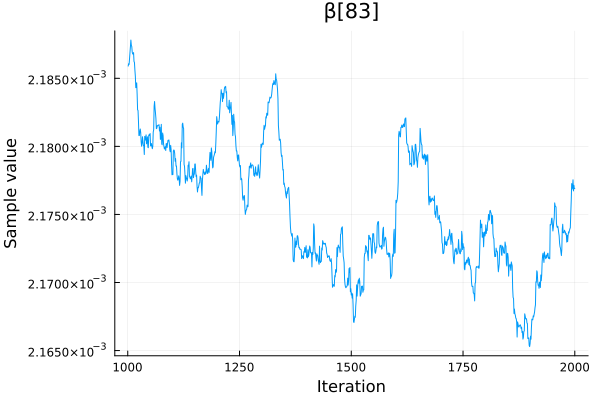 β[83]
Sample value
2.1850×10⁻³
2.1800×10⁻³
2.1750×10⁻³
2.1700×10⁻³
2.1650×10⁻³
1000 1250 1500 1750 2000
Iteration